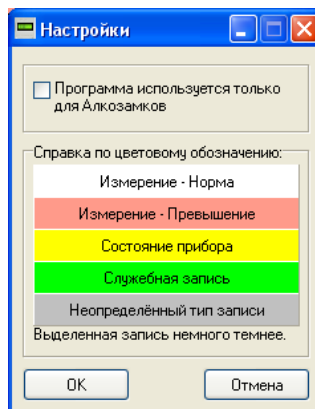 Настройки
Программа используется только
для Алкозамков
Справка по цветовому обозначению:
Измерение - Норма
Измерение - Превышение
Состояние прибора
Служебная запись
Неопределённый тип записи
Выделенная запись немного темнее.
OK
Отмена